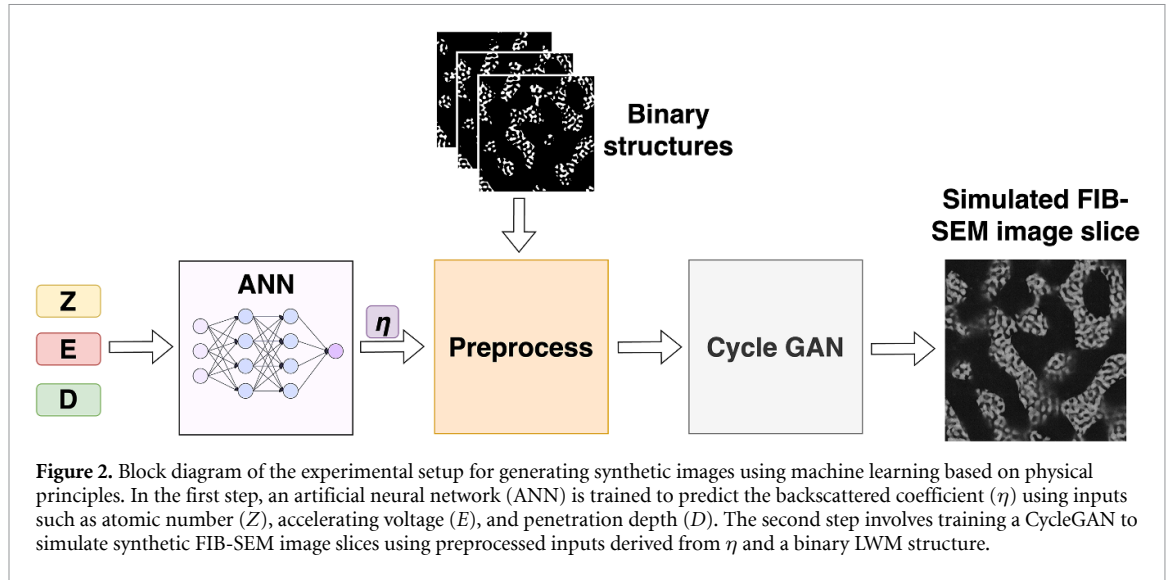 Binary
structures
Simulated FIB-
SEM image slice
Z
E
D
ANN
η
Preprocess
Cycle GAN
Figure 2. Block diagram of the experimental setup for generating synthetic images using machine learning based on physical
principles. In the first step, an artificial neural network (ANN) is trained to predict the backscattered coefficient (η) using inputs
such as atomic number (Z), accelerating voltage (E), and penetration depth (D). The second step involves training a CycleGAN to
simulate synthetic FIB-SEM image slices using preprocessed inputs derived from η and a binary LWM structure.